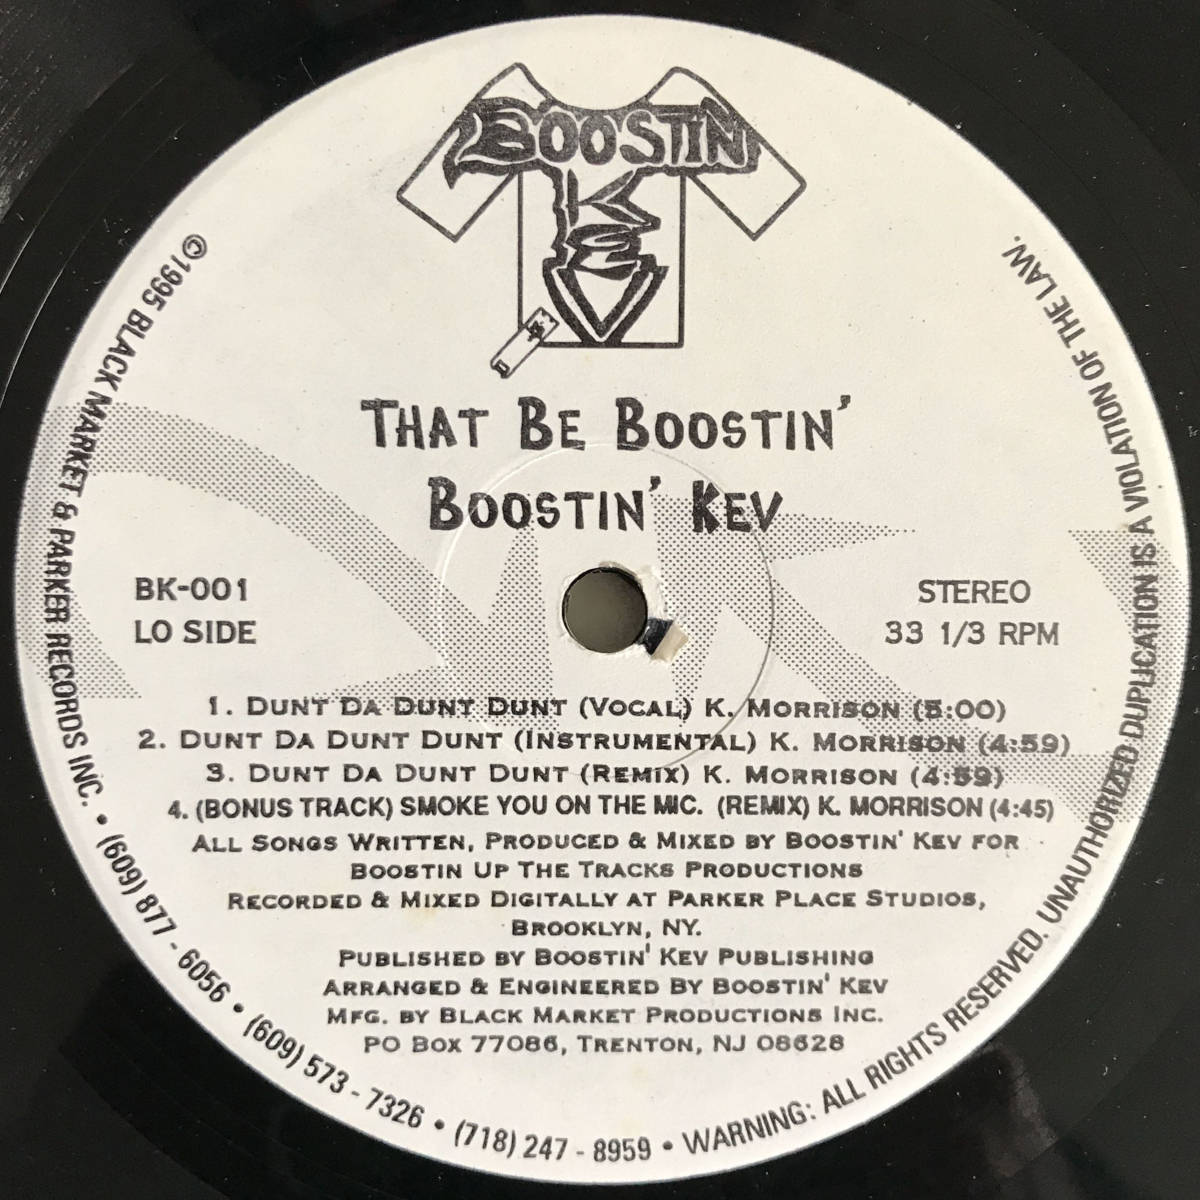 BOOSTIN
KEV
THAT BE BOOSTIN'
BOOSTIN' KEV
BK-001
LO SIDE
STEREO
33 1/3 RPM
1. DUNT DA DUNT DUNT (VOCAL) K. MORRISON (5:00)
2. DUNT DA DUNT DUNT (INSTRUMENTAL) K. MORRISON (4:59)
3. DUNT DA DUNT DUNT (REMIX) K. MORRISON (4:59)
4. (BONUS TRACK) SMOKE YOU ON THE MIC. (REMIX) K. MORRISON (4:45)
ALL SONGS WRITTEN, PRODUCED & MIXED BY BOOSTIN' KEV FOR
BOOSTIN UP THE TRACKS PRODUCTIONS
RECORDED & MIXED DIGITALLY AT PARKER PLACE STUDIOS,
BROOKLYN, NY.
PUBLISHED BY BOOSTIN' KEV PUBLISHING
ARRANGED & ENGINEERED BY BOOSTIN' KEV
MFG. BY BLACK MARKET PRODUCTIONS INC.
PO BOX 77086, TRENTON, NJ 08628
©1995 BLACK MARKET & PARKER RECORDS INC. • (609) 877 - 6056 • (609) 573 - 7326 • (718) 247 - 8959 • WARNING: ALL RIGHTS RESERVED. UNAUTHORIZED DUPLICATION IS A VIOLATION OF THE LAW.